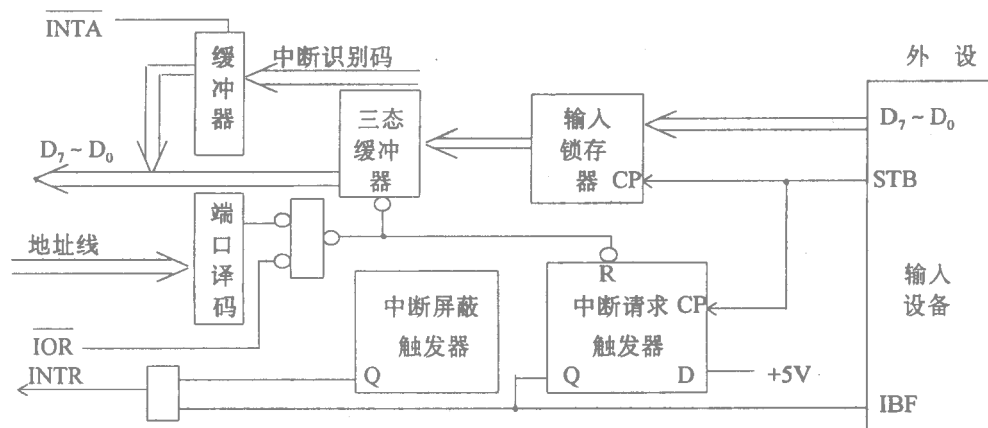 INTA
缓冲器
中断识别码
外 设
三态缓冲器
输入锁存器
CP
D₇~D₀
D₇~D₀
STB
端口译码
地址线
R
中断屏蔽触发器
Q
中断请求触发器
CP
Q
D
+5V
输入设备
IOR
INTR
IBF